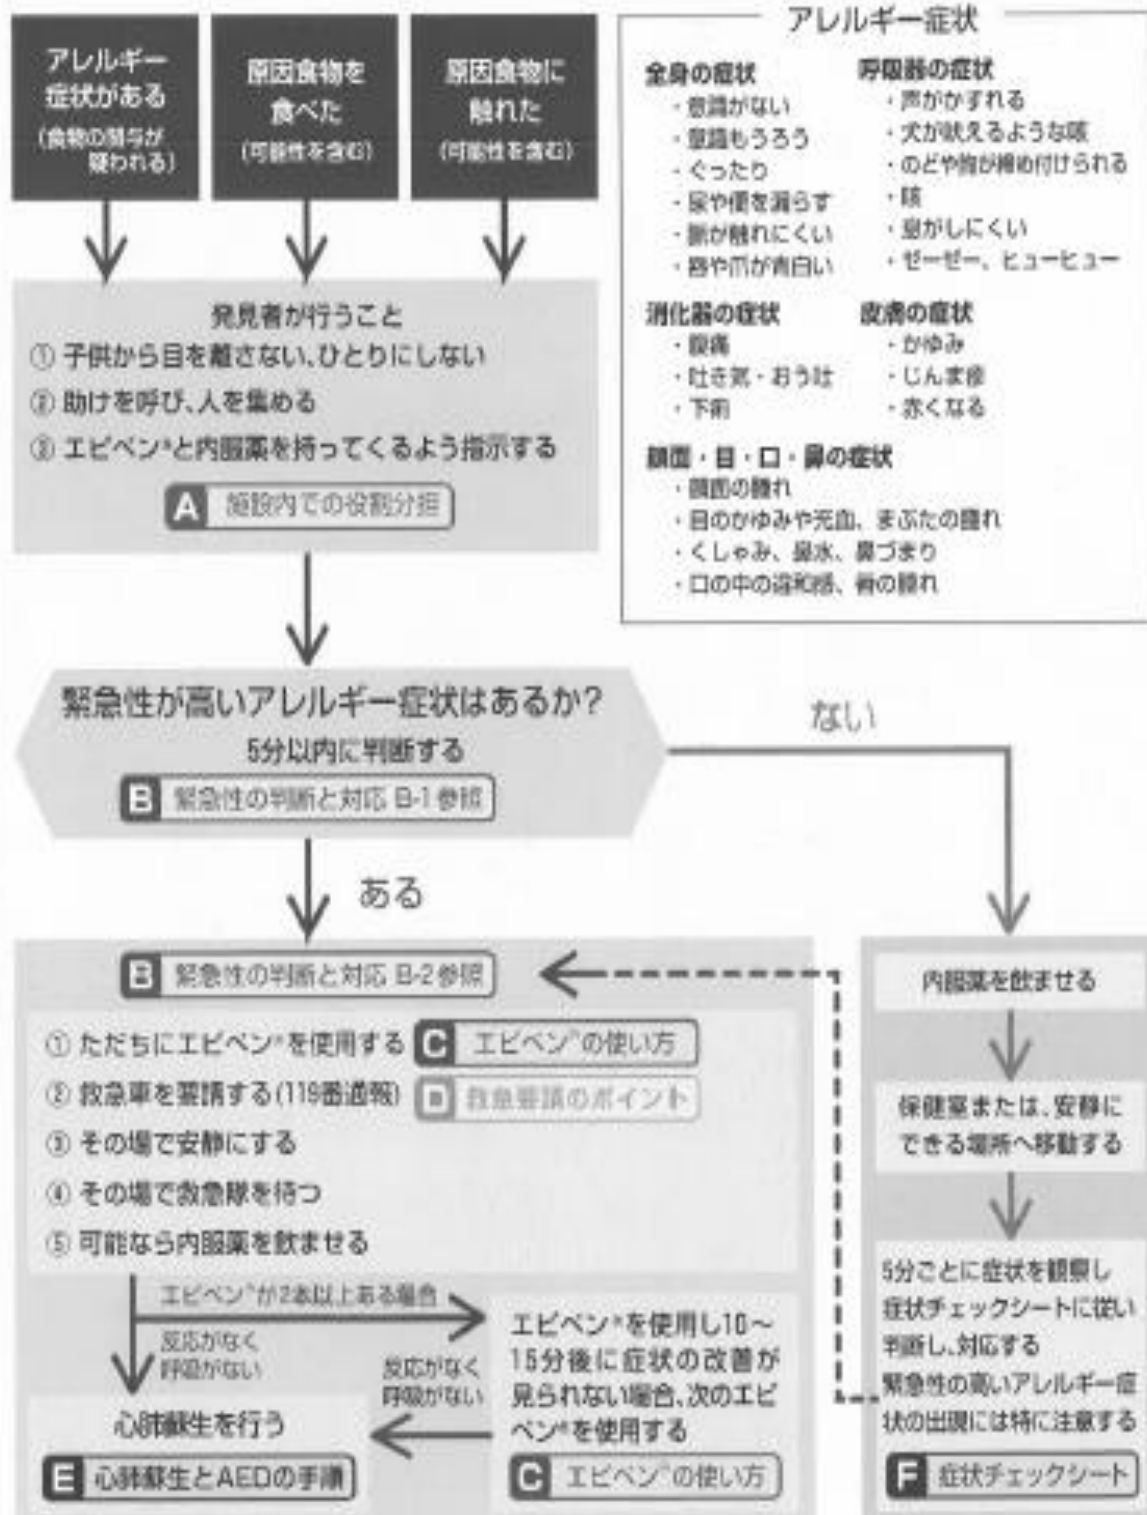 アレルギー
症状がある
(食物の関与が
疑われる)
原因食物を
食べた
(可能性を含む)
原因食物に
触れた
(可能性を含む)
アレルギー症状
全身の症状
・意識がない
・意識もうろう
・ぐったり
・尿や便を漏らす
・脈が触れにくい
・唇や爪が青白い
呼吸器の症状
・声がかすれる
・犬が吠えるような咳
・のどや胸が締め付けられる
・咳
・息がしにくい
・ゼーゼー、ヒューヒュー
消化器の症状
・腹痛
・吐き気・おう吐
・下痢
皮膚の症状
・かゆみ
・じんま疹
・赤くなる
顔面・目・口・鼻の症状
・顔面の腫れ
・目のかゆみや充血、まぶたの腫れ
・くしゃみ、鼻水、鼻づまり
・口の中の違和感、唇の腫れ
発見者が行うこと
① 子供から目を離さない、ひとりにしない
② 助けを呼び、人を集める
③ エピペン®と内服薬を持ってくるよう指示する
A 施設内での役割分担
緊急性が高いアレルギー症状はあるか?
5分以内に判断する
B 緊急性の判断と対応 B-1参照
ない
ある
B 緊急性の判断と対応 B-2参照
① ただちにエピペン®を使用する C エピペン®の使い方
② 救急車を要請する(119番通報) D 救急要請のポイント
③ その場で安静にする
④ その場で救急隊を待つ
⑤ 可能なら内服薬を飲ませる
エピペン®が2本以上ある場合
反応がなく
呼吸がない
エピペン®を使用し10～
15分後に症状の改善が
見られない場合、次のエピ
ペン®を使用する
C エピペン®の使い方
反応がなく
呼吸がない
心肺蘇生を行う
E 心肺蘇生とAEDの手順
内服薬を飲ませる
保健室または、安静に
できる場所へ移動する
5分ごとに症状を観察し
症状チェックシートに従い
判断し、対応する
緊急性の高いアレルギー症
状の出現には特に注意する
F 症状チェックシート